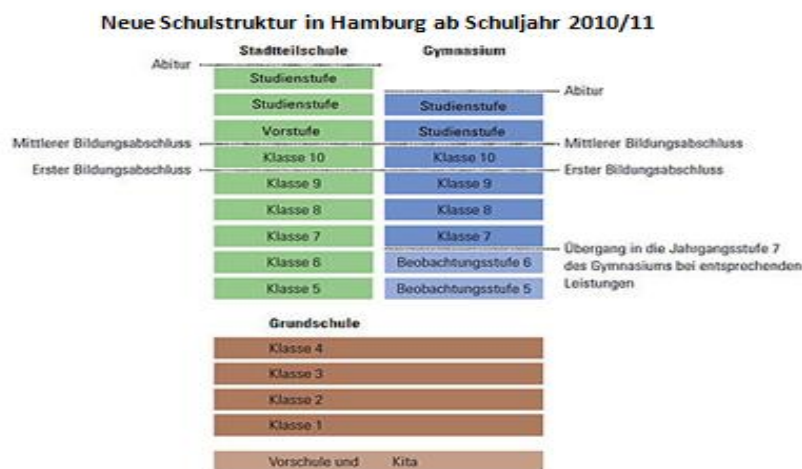 Neue Schulstruktur in Hamburg ab Schuljahr 2010/11
Stadtteilschule
Gymnasium
Abitur
Studienstufe
Abitur
Studienstufe
Studienstufe
Vorstufe
Studienstufe
Mittlerer Bildungsabschluss
Mittlerer Bildungsabschluss
Klasse 10
Klasse 10
Erster Bildungsabschluss
Erster Bildungsabschluss
Klasse 9
Klasse 9
Klasse 8
Klasse 8
Klasse 7
Klasse 7
Übergang in die Jahrgangsstufe 7
des Gymnasiums bei entsprechenden
Leistungen
Klasse 6
Beobachtungsstufe 6
Klasse 5
Beobachtungsstufe 5
Grundschule
Klasse 4
Klasse 3
Klasse 2
Klasse 1
Vorschule und Kita